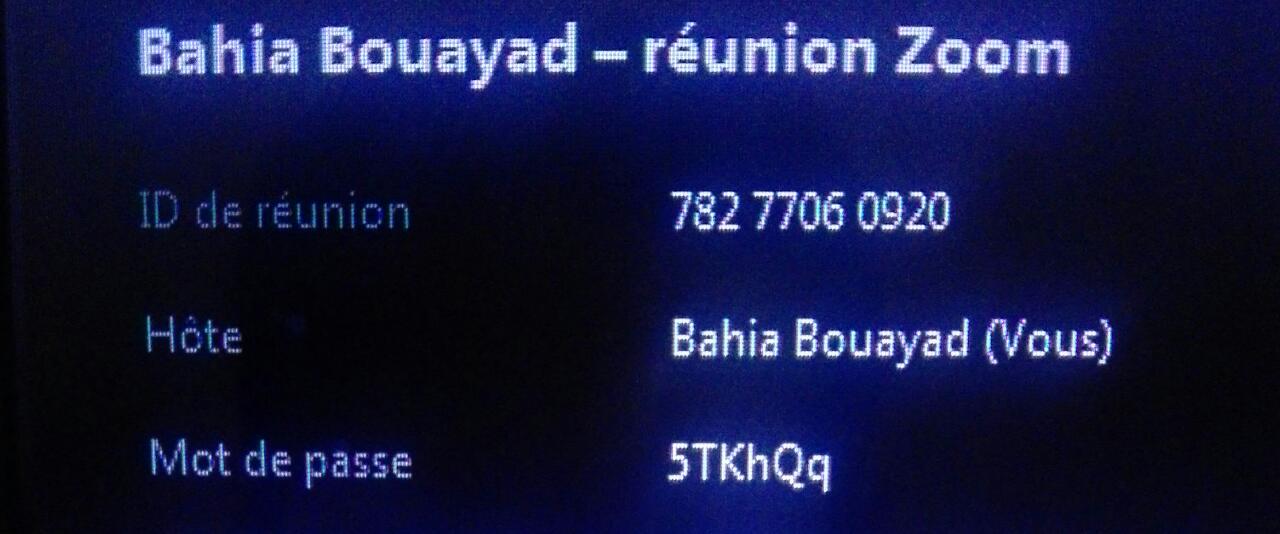 Bahia Bouayad – réunion Zoom
ID de réunion 782 7706 0920
Hôte Bahia Bouayad (Vous)
Mot de passe 5TKhQq